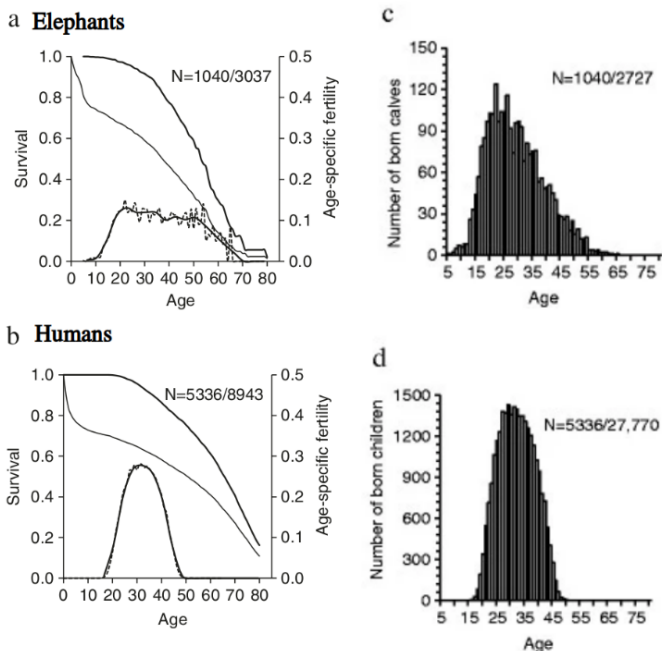 a Elephants
1.0 0.5
N=1040/3037
0.8 0.4
0.6 0.3
0.4 0.2
0.2 0.1
0.0 0.0
0 10 20 30 40 50 60 70 80
Survival
Age-specific fertility
Age
c
150
N=1040/2727
120
90
60
30
0
5 15 25 35 45 55 65 75
Number of born calves
Age
b Humans
1.0 0.5
N=5336/8943
0.8 0.4
0.6 0.3
0.4 0.2
0.2 0.1
0.0 0.0
0 10 20 30 40 50 60 70 80
Survival
Age-specific fertility
Age
d
1500
N=5336/27,770
1200
900
600
300
0
5 15 25 35 45 55 65 75
Number of born children
Age